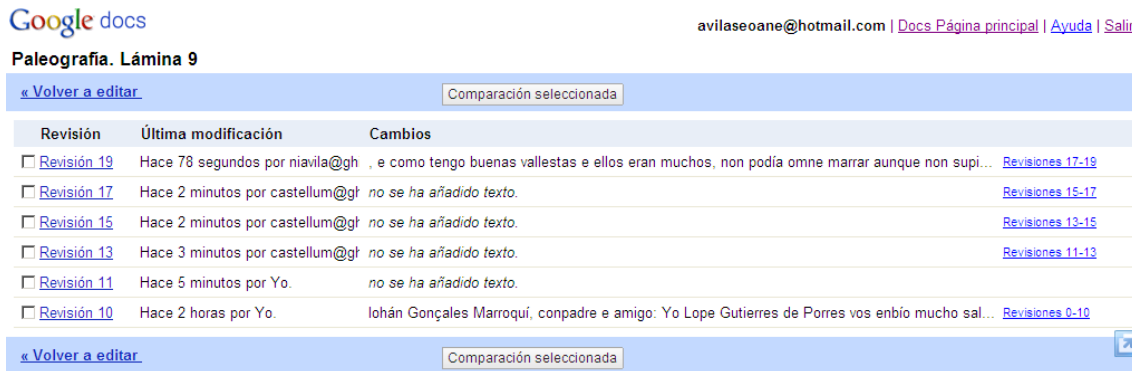 Google docs
avilaseoane@hotmail.com | Docs Página principal | Ayuda | Salir
Paleografía. Lámina 9
« Volver a editar Comparación seleccionada
Revisión Última modificación Cambios
Revisión 19 Hace 78 segundos por niavila@gh , e como tengo buenas vallestas e ellos eran muchos, non podía omne marrar aunque non supi... Revisiones 17-19
Revisión 17 Hace 2 minutos por castellum@gh no se ha añadido texto. Revisiones 15-17
Revisión 15 Hace 2 minutos por castellum@gh no se ha añadido texto. Revisiones 13-15
Revisión 13 Hace 3 minutos por castellum@gh no se ha añadido texto. Revisiones 11-13
Revisión 11 Hace 5 minutos por Yo. no se ha añadido texto.
Revisión 10 Hace 2 horas por Yo. Iohán Gonçales Marroquí, conpadre e amigo: Yo Lope Gutierres de Porres vos enbío mucho sal... Revisiones 0-10
« Volver a editar Comparación seleccionada